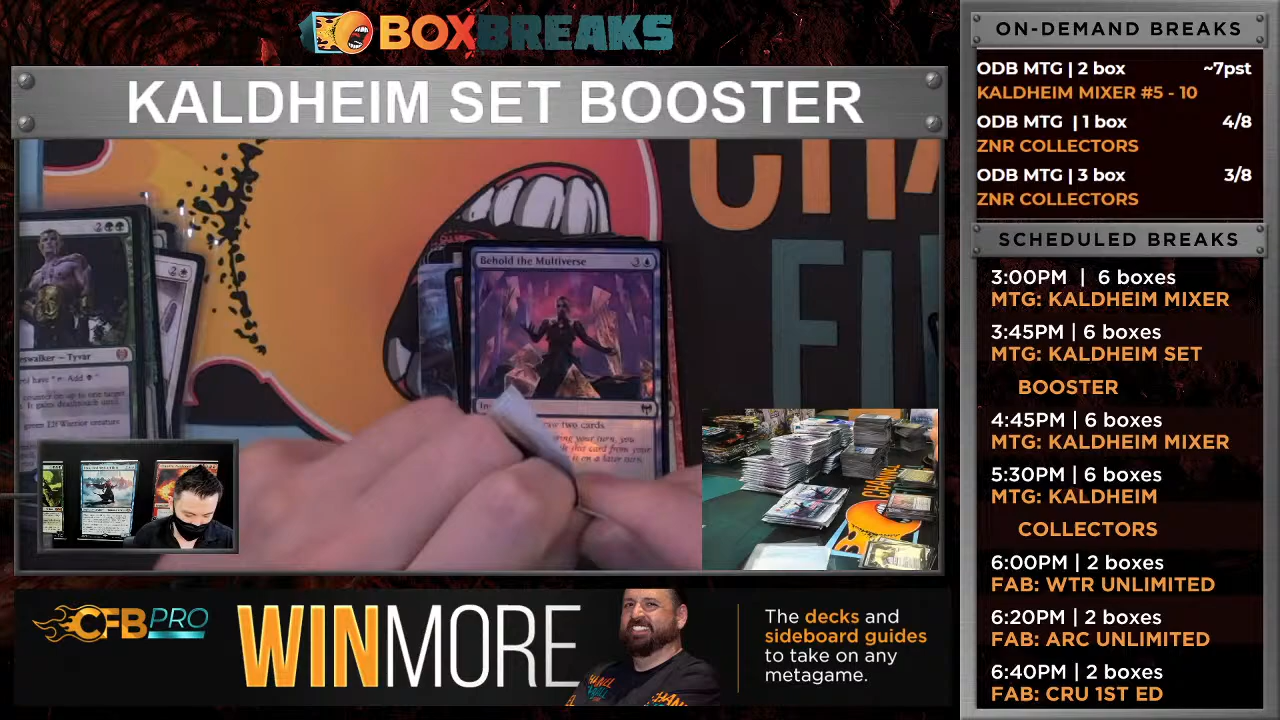 BOXBREAKS
KALDHEIM SET BOOSTER
Behold the Multiverse 3
eswalker – Tyvar
2
CFB PRO
WINMORE
The decks and
sideboard guides
to take on any
metagame.
ON-DEMAND BREAKS
ODB MTG | 2 box ~7pst
KALDHEIM MIXER #5 - 10
ODB MTG | 1 box 4/8
ZNR COLLECTORS
ODB MTG | 3 box 3/8
ZNR COLLECTORS
SCHEDULED BREAKS
3:00PM | 6 boxes
MTG: KALDHEIM MIXER
3:45PM | 6 boxes
MTG: KALDHEIM SET
BOOSTER
4:45PM | 6 boxes
MTG: KALDHEIM MIXER
5:30PM | 6 boxes
MTG: KALDHEIM
COLLECTORS
6:00PM | 2 boxes
FAB: WTR UNLIMITED
6:20PM | 2 boxes
FAB: ARC UNLIMITED
6:40PM | 2 boxes
FAB: CRU 1ST ED